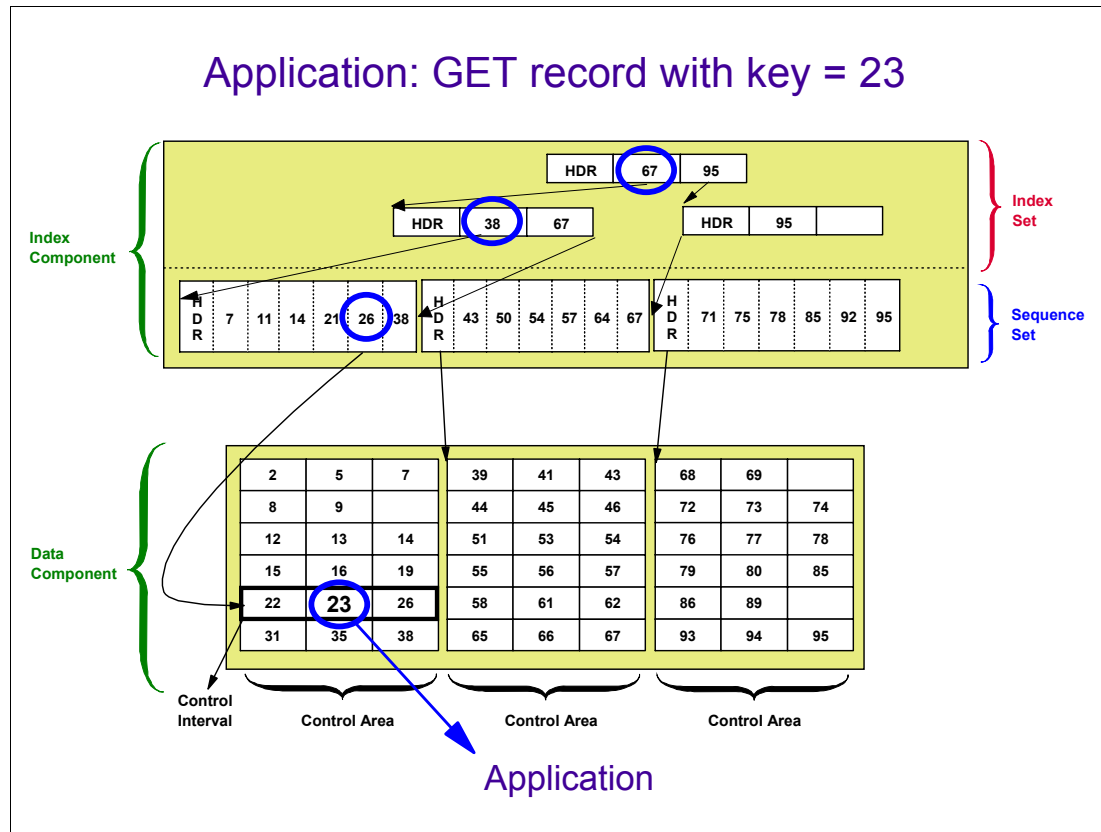 Application: GET record with key = 23
HDR 67 95
HDR 38 67
HDR 95
Index
Component
Index
Set
HDR 7 11 14 21 26 38
HDR 43 50 54 57 64 67
HDR 71 75 78 85 92 95
Sequence
Set
Data
Component
2 5 7
8 9
12 13 14
15 16 19
22 23 26
31 35 38
39 41 43
44 45 46
51 53 54
55 56 57
58 61 62
65 66 67
68 69
72 73 74
76 77 78
79 80 85
86 89
93 94 95
Control
Interval
Control Area
Control Area
Control Area
Application